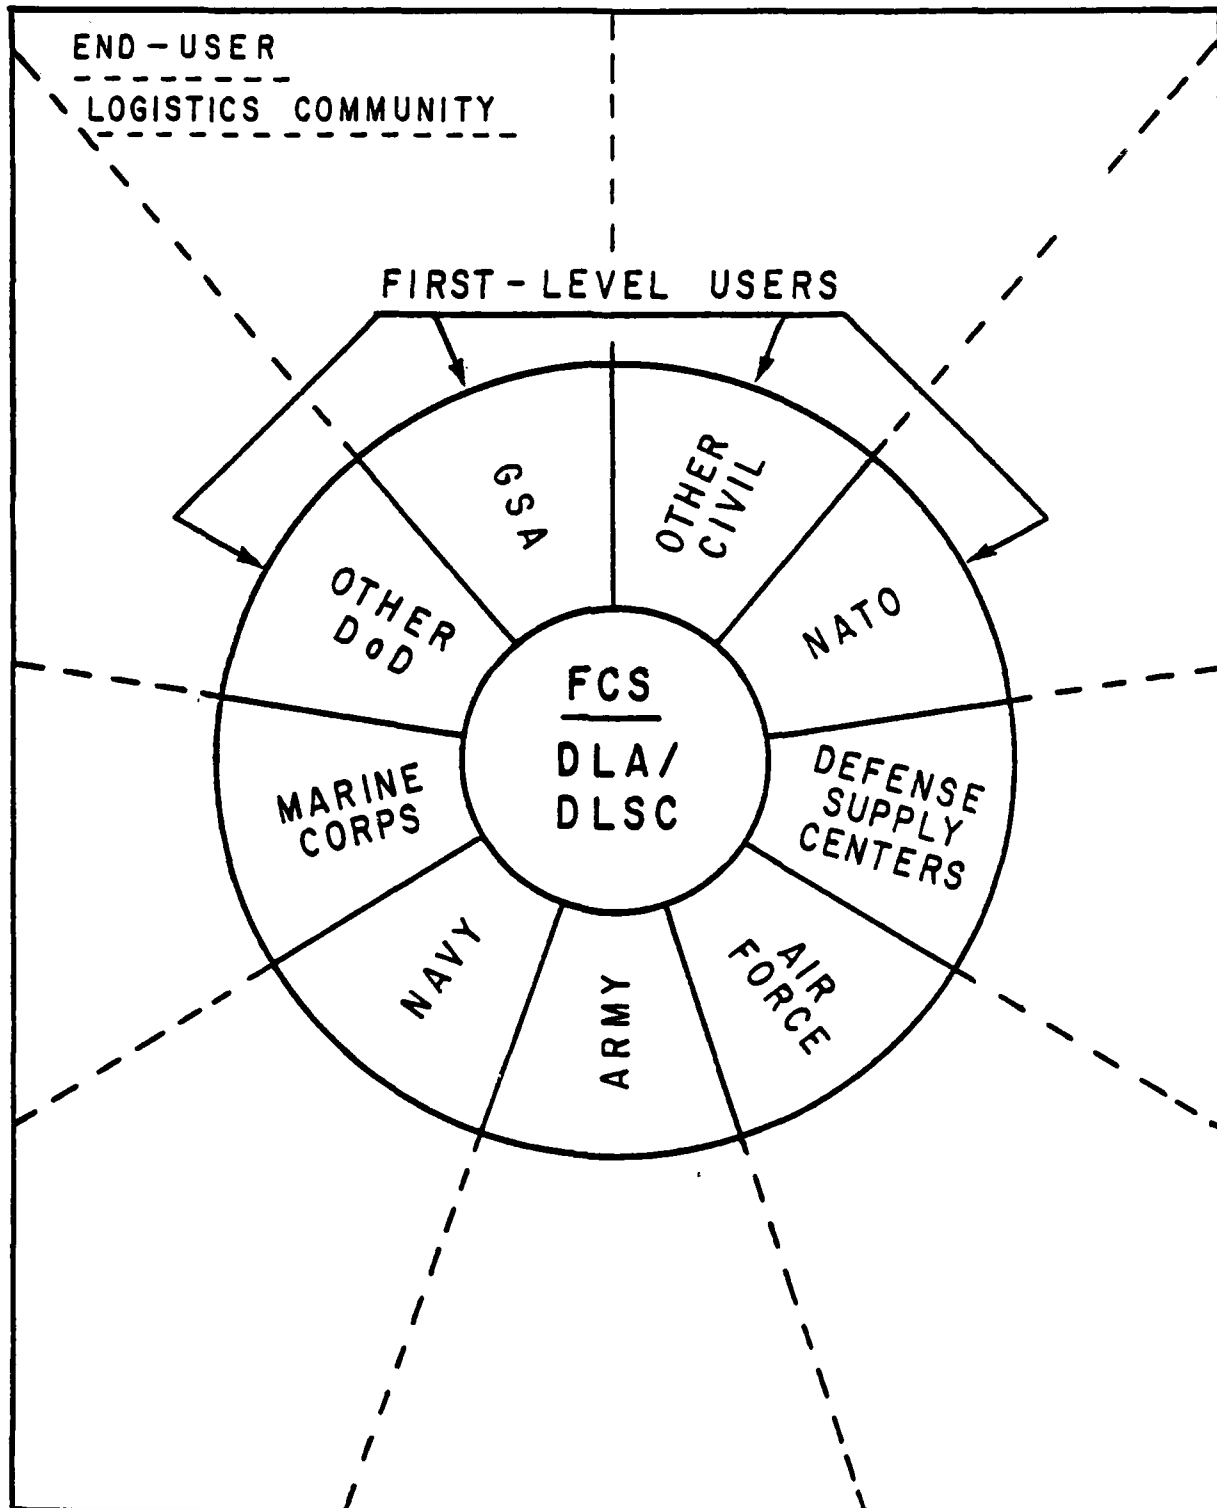 END-USER
LOGISTICS COMMUNITY
FIRST-LEVEL USERS
GSA
OTHER
CIVIL
OTHER
DoD
NATO
FCS
DLA/
DLSC
MARINE
CORPS
DEFENSE
SUPPLY
CENTERS
NAVY
ARMY
AIR
FORCE